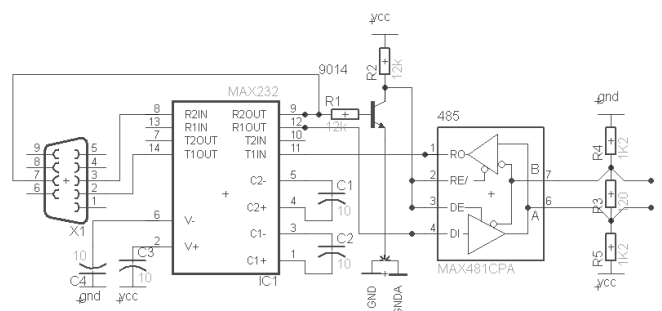 vcc
9014
MAX232
R2
12k
485
gnd
9
8
7
6
5
4
3
2
1
X1
8
13
7
14
6
2
R2IN
R1IN
T2OUT
T1OUT
V-
V+
R2OUT
R1OUT
T2IN
T1IN
C2-
C2+
C1-
C1+
IC1
9
12
10
11
5
4
3
1
R1
12k
C1
10
C2
10
C3
10
10
C4
gnd
vcc
GND
GNDA
1
2
3
4
RO
RE/
DE
DI
B
A
7
6
MAX481CPA
R4
1K2
R3
120
R5
1K2
vcc